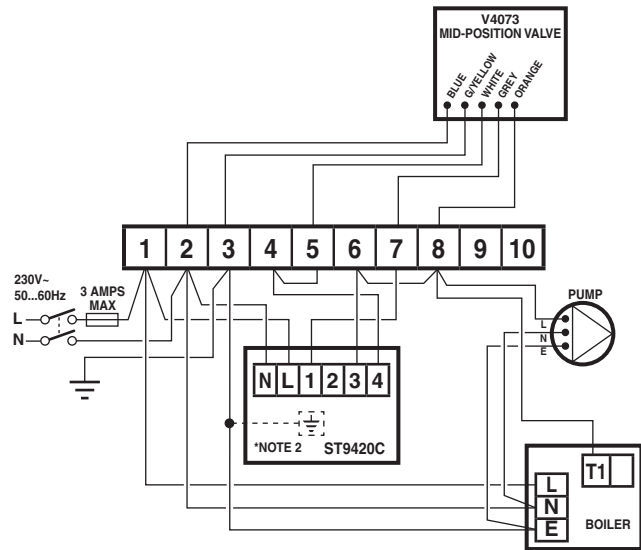 V4073
MID-POSITION VALVE
BLUE
G/YELLOW
WHITE
GREY
ORANGE
1 2 3 4 5 6 7 8 9 10
230V~
50...60Hz
3 AMPS
MAX
L
N
PUMP
L
N
E
N L 1 2 3 4
*NOTE 2 ST9420C
T1
L
N
E
BOILER